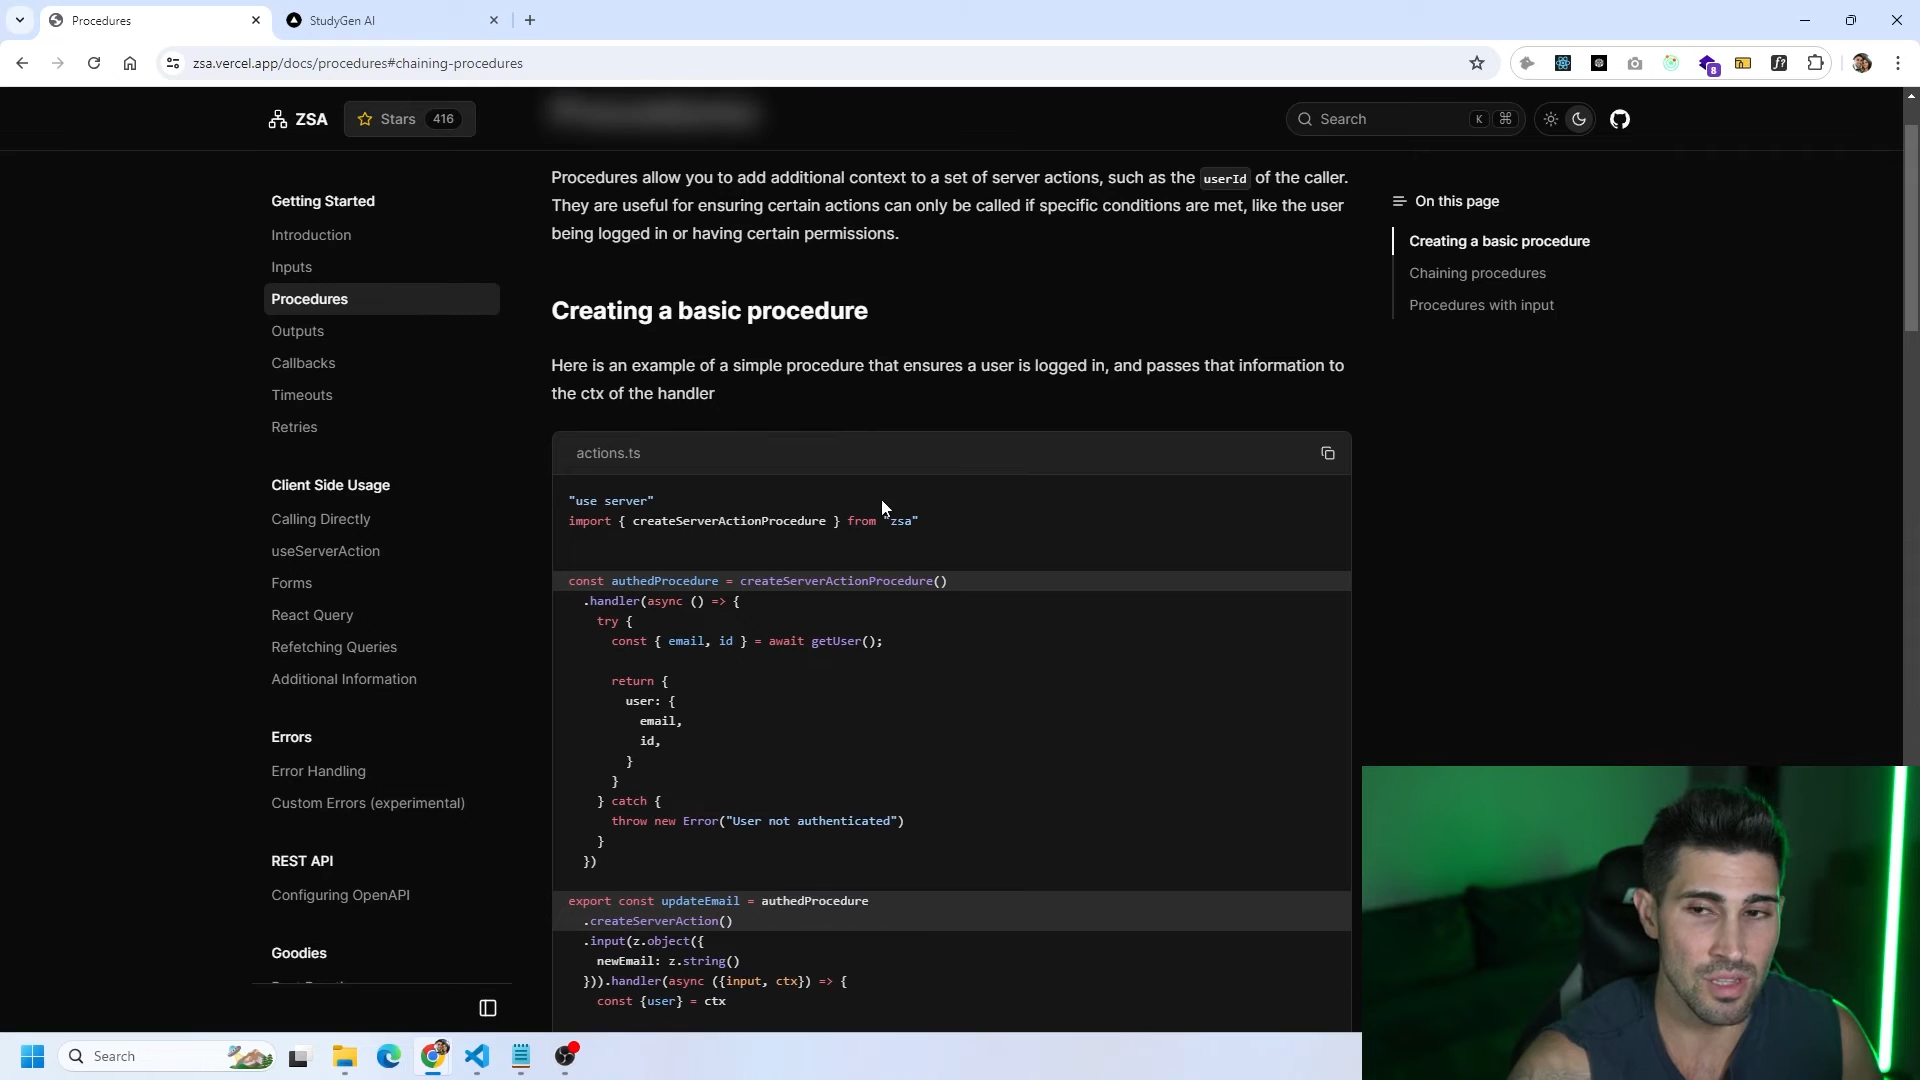 Procedures
StudyGen AI
zsa.vercel.app/docs/procedures#chaining-procedures
8
f?
ZSA
Stars 416
Procedures
Search K ⌘
Procedures allow you to add additional context to a set of server actions, such as the userId of the caller.
They are useful for ensuring certain actions can only be called if specific conditions are met, like the user
being logged in or having certain permissions.
Getting Started
Introduction
Inputs
Procedures
Outputs
Callbacks
Timeouts
Retries
Client Side Usage
Calling Directly
useServerAction
Forms
React Query
Refetching Queries
Additional Information
Errors
Error Handling
Custom Errors (experimental)
REST API
Configuring OpenAPI
Goodies
Creating a basic procedure
Here is an example of a simple procedure that ensures a user is logged in, and passes that information to
the ctx of the handler
actions.ts
"use server"
import { createServerActionProcedure } from "zsa"
const authedProcedure = createServerActionProcedure()
.handler(async () => {
try {
const { email, id } = await getUser();
return {
user: {
email,
id,
}
}
} catch {
throw new Error("User not authenticated")
}
})
export const updateEmail = authedProcedure
.createServerAction()
.input(z.object({
newEmail: z.string()
})).handler(async ({input, ctx}) => {
const {user} = ctx
On this page
Creating a basic procedure
Chaining procedures
Procedures with input
Search